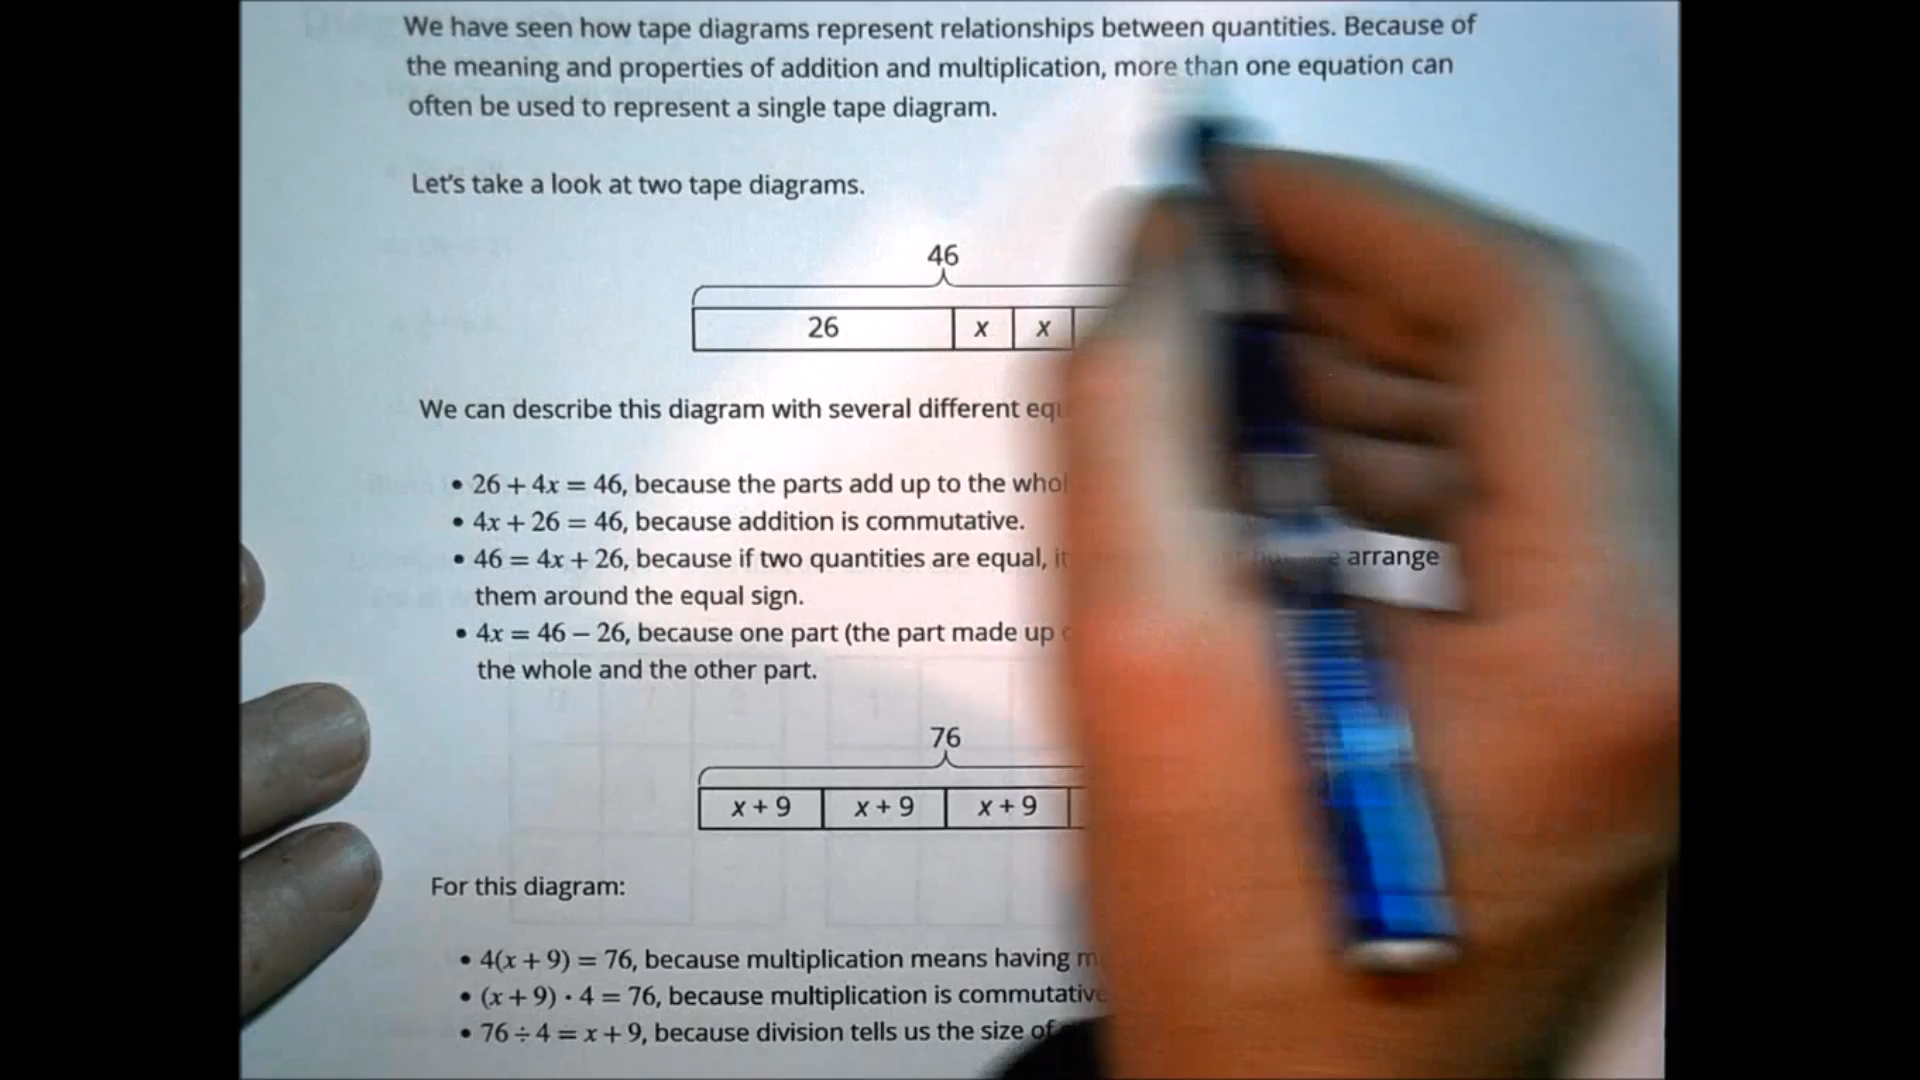 We have seen how tape diagrams represent relationships between quantities. Because of
the meaning and properties of addition and multiplication, more than one equation can
often be used to represent a single tape diagram.
Let's take a look at two tape diagrams.
46
26 x x
We can describe this diagram with several different
• 26 + 4x = 46, because the parts add up to the
• 4x + 26 = 46, because addition is commutative.
• 46 = 4x + 26, because if two quantities are equal, arrange
them around the equal sign.
• 4x = 46 − 26, because one part (the part made up
the whole and the other part.
76
x + 9 x + 9 x + 9
For this diagram:
• 4(x + 9) = 76, because multiplication means having
• (x + 9) · 4 = 76, because multiplication is commutative
• 76 ÷ 4 = x + 9, because division tells us the size of